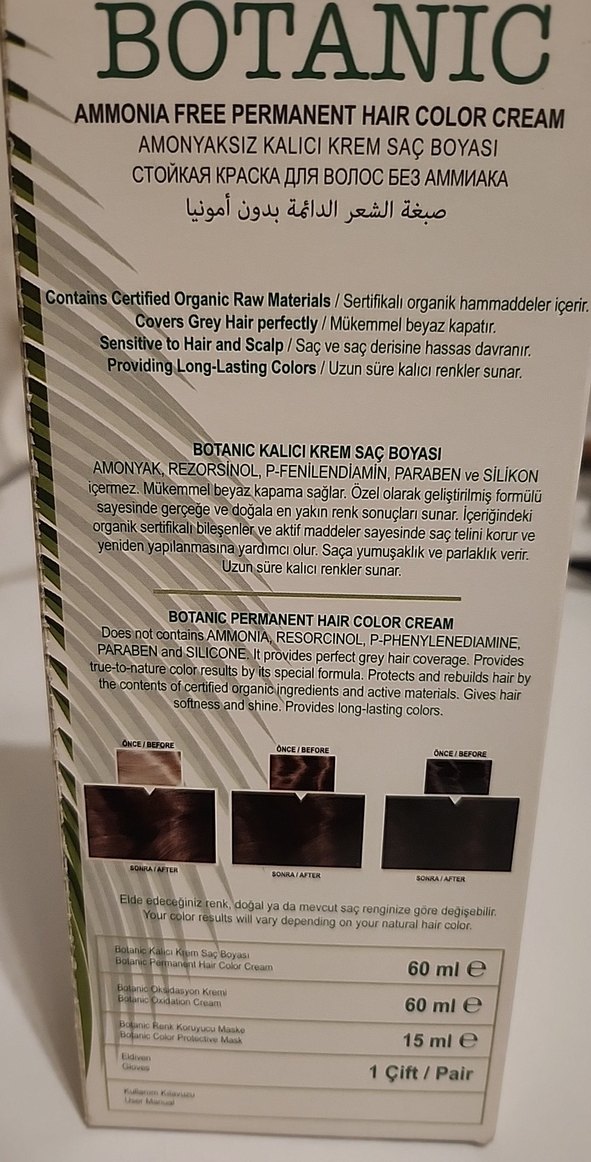 BOTANIC
AMMONIA FREE PERMANENT HAIR COLOR CREAM
AMONYAKSIZ KALICI KREM SAÇ BOYASI
СТОЙКАЯ КРАСКА ДЛЯ ВОЛОС БЕЗ АММИАКА
صبغة الشعر الدائمة بدون أمونيا
Contains Certified Organic Raw Materials / Sertifikalı organik hammaddeler içerir.
Covers Grey Hair perfectly / Mükemmel beyaz kapatır.
Sensitive to Hair and Scalp / Saç ve saç derisine hassas davranır.
Providing Long-Lasting Colors / Uzun süre kalıcı renkler sunar.
BOTANIC KALICI KREM SAÇ BOYASI
AMONYAK, REZORSİNOL, P-FENİLENDİAMİN, PARABEN ve SİLİKON
içermez. Mükemmel beyaz kapama sağlar. Özel olarak geliştirilmiş formülü
sayesinde gerçeğe ve doğala en yakın renk sonuçları sunar. İçeriğindeki
organik sertifikalı bileşenler ve aktif maddeler sayesinde saç telini korur ve
yeniden yapılanmasına yardımcı olur. Saça yumuşaklık ve parlaklık verir.
Uzun süre kalıcı renkler sunar.
BOTANIC PERMANENT HAIR COLOR CREAM
Does not contains AMMONIA, RESORCINOL, P-PHENYLENEDIAMINE,
PARABEN and SILICONE. It provides perfect grey hair coverage. Provides
true-to-nature color results by its special formula. Protects and rebuilds hair by
the contents of certified organic ingredients and active materials. Gives hair
softness and shine. Provides long-lasting colors.
ÖNCE / BEFORE ÖNCE / BEFORE ÖNCE / BEFORE
SONRA / AFTER SONRA / AFTER SONRA / AFTER
Elde edeceğiniz renk, doğal ya da mevcut saç renginize göre değişebilir.
Your color results will vary depending on your natural hair color.
Botanic Kalıcı Krem Saç Boyası
Botanic Permanent Hair Color Cream 60 ml ℮
Botanic Oksidasyon Kremi
Botanic Oxidation Cream 60 ml ℮
Botanic Renk Koruyucu Maske
Botanic Color Protective Mask 15 ml ℮
Eldiven
Gloves 1 Çift / Pair
Kullanım Kılavuzu
User Manual